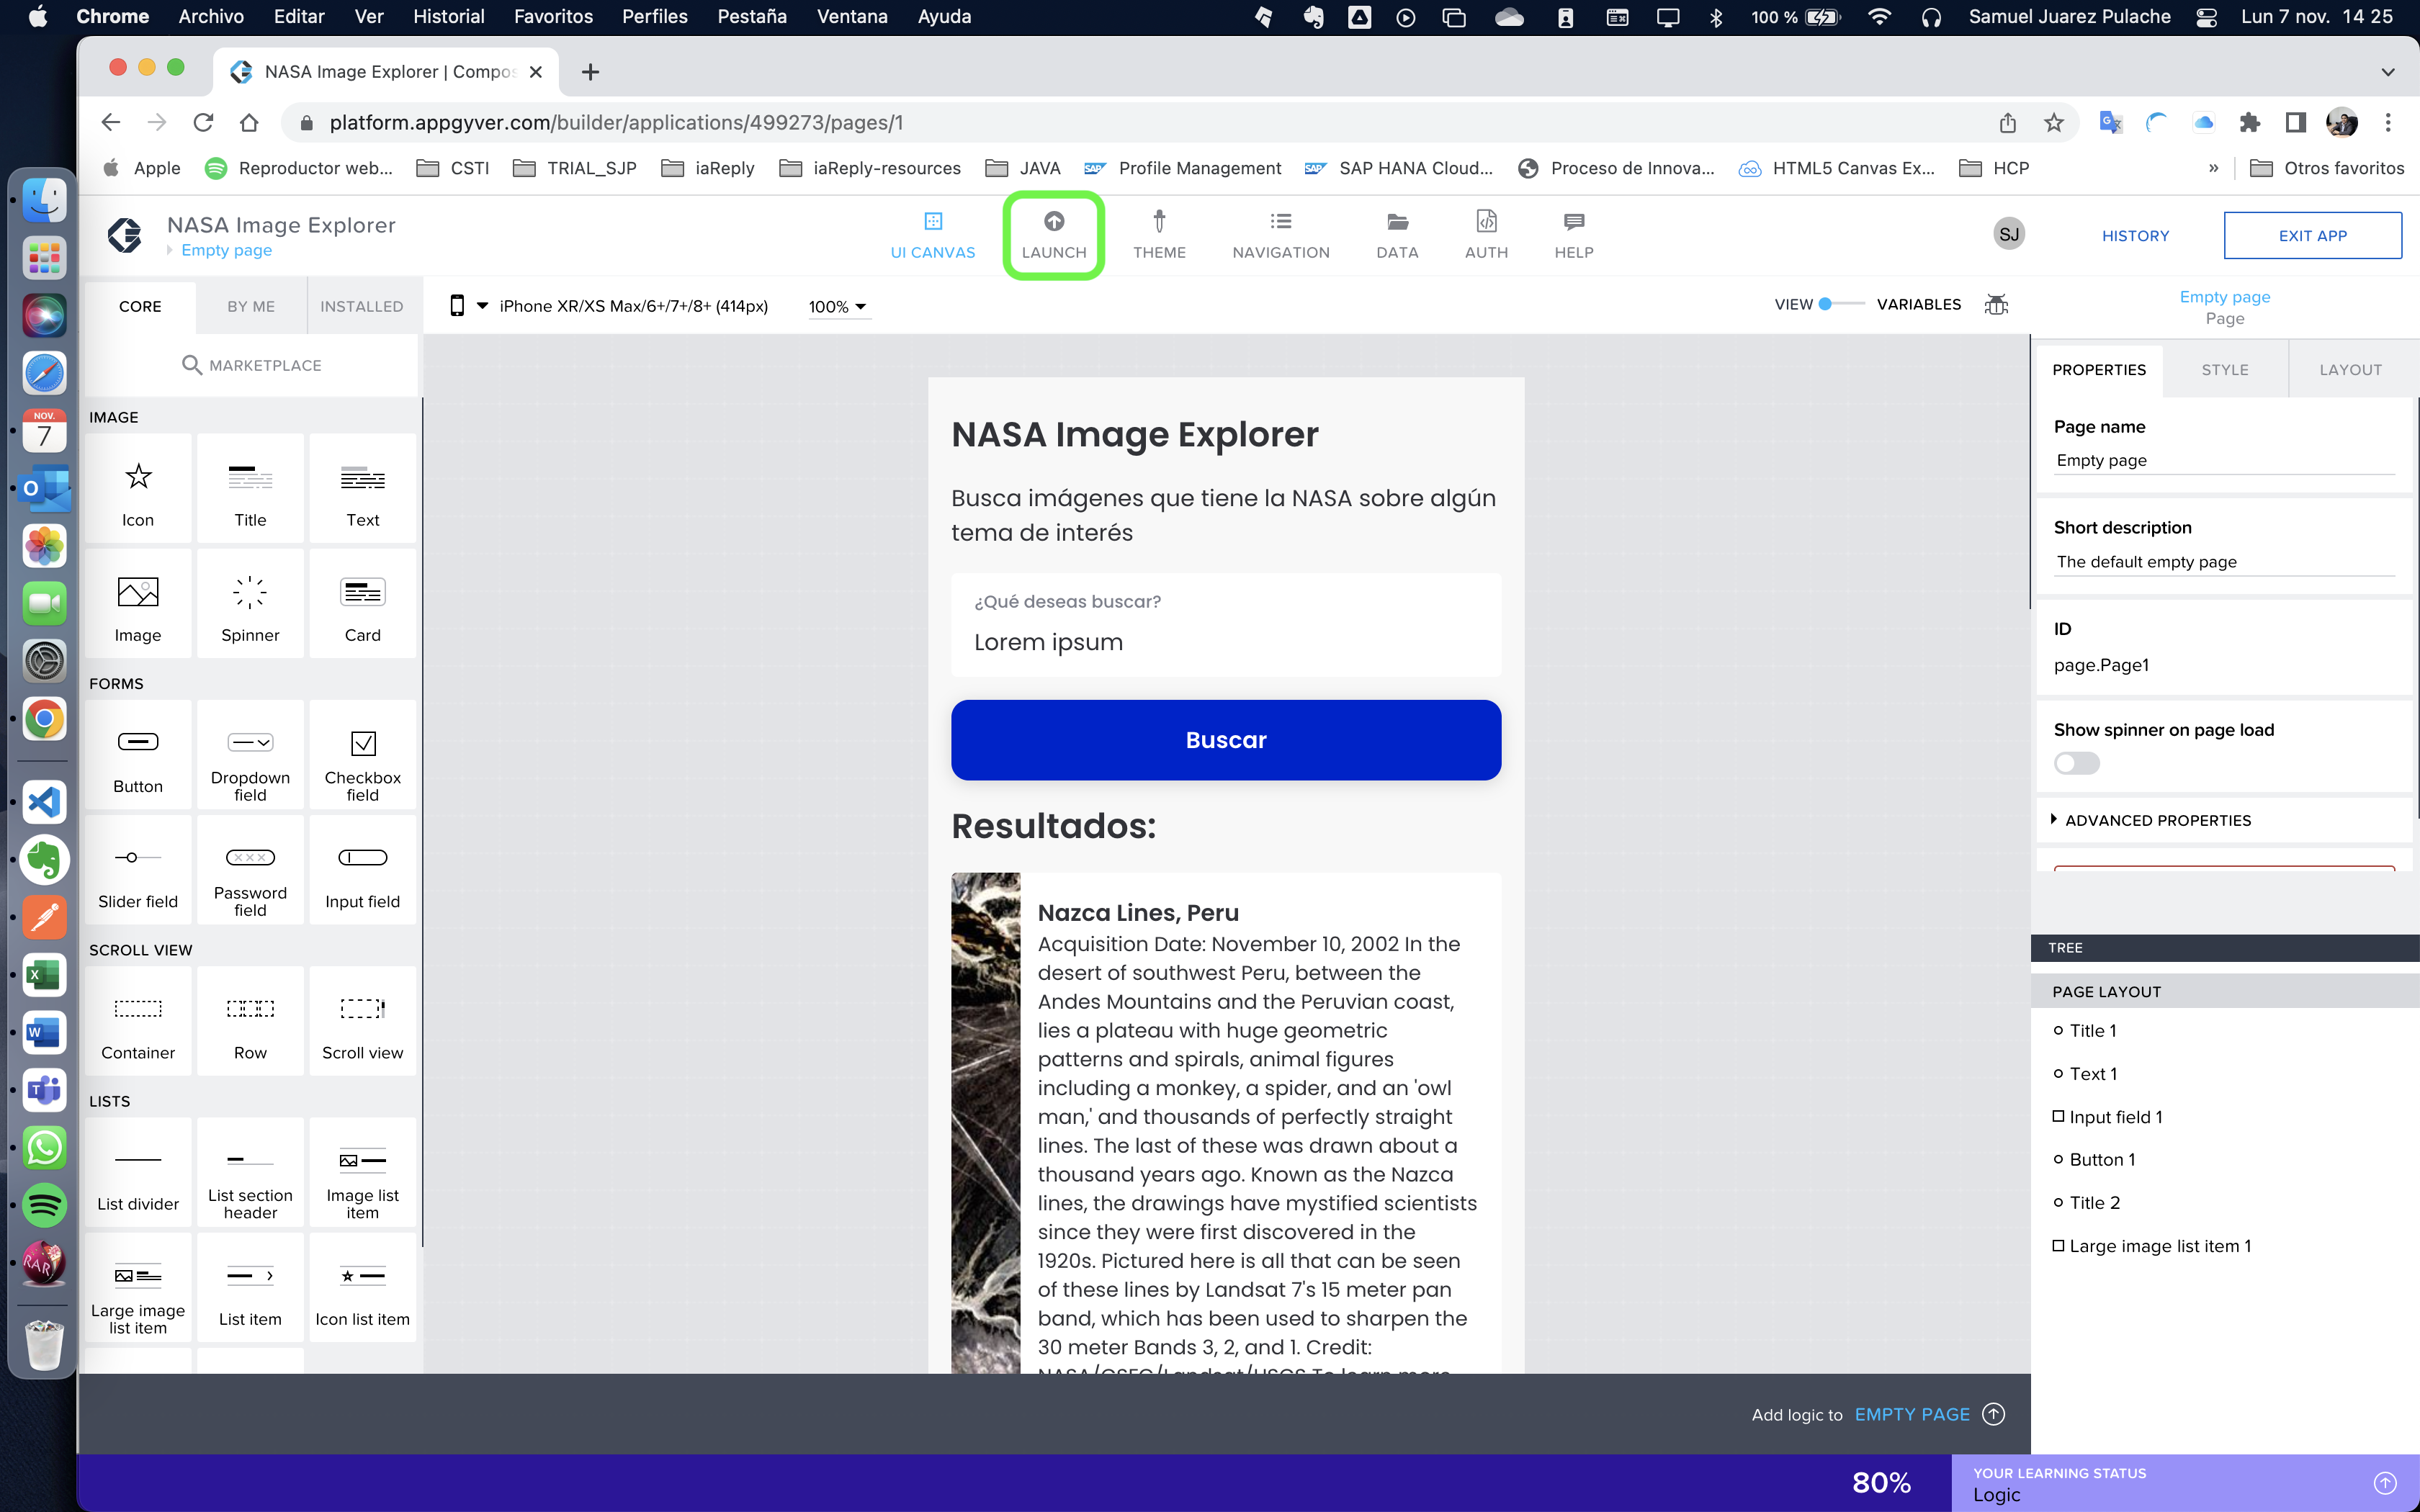 Chrome Archivo Editar Ver Historial Favoritos Perfiles Pestaña Ventana Ayuda 100 % Samuel Juarez Pulache Lun 7 nov. 14 25
NASA Image Explorer | Compos
platform.appgyver.com/builder/applications/499273/pages/1
Apple Reproductor web... CSTI TRIAL_SJP iaReply iaReply-resources JAVA Profile Management SAP HANA Cloud... Proceso de Innova... HTML5 Canvas Ex... HCP » Otros favoritos
NASA Image Explorer
Empty page
UI CANVAS LAUNCH THEME NAVIGATION DATA AUTH HELP
SJ HISTORY EXIT APP
CORE BY ME INSTALLED
iPhone XR/XS Max/6+/7+/8+ (414px) 100% VIEW VARIABLES
Empty page
Page
MARKETPLACE
PROPERTIES STYLE LAYOUT
IMAGE
Icon Title Text
Image Spinner Card
FORMS
Button Dropdown field Checkbox field
Slider field Password field Input field
SCROLL VIEW
Container Row Scroll view
LISTS
List divider List section header Image list item
Large image list item List item Icon list item
NASA Image Explorer
Busca imágenes que tiene la NASA sobre algún
tema de interés
¿Qué deseas buscar?
Lorem ipsum
Buscar
Resultados:
Nazca Lines, Peru
Acquisition Date: November 10, 2002 In the
desert of southwest Peru, between the
Andes Mountains and the Peruvian coast,
lies a plateau with huge geometric
patterns and spirals, animal figures
including a monkey, a spider, and an 'owl
man,' and thousands of perfectly straight
lines. The last of these was drawn about a
thousand years ago. Known as the Nazca
lines, the drawings have mystified scientists
since they were first discovered in the
1920s. Pictured here is all that can be seen
of these lines by Landsat 7's 15 meter pan
band, which has been used to sharpen the
30 meter Bands 3, 2, and 1. Credit:
NASA/GSFC/Landsat/USGS To learn more
Page name
Empty page
Short description
The default empty page
ID
page.Page1
Show spinner on page load
ADVANCED PROPERTIES
TREE
PAGE LAYOUT
Title 1
Text 1
Input field 1
Button 1
Title 2
Large image list item 1
Add logic to EMPTY PAGE
80%
YOUR LEARNING STATUS
Logic
NOV.
7